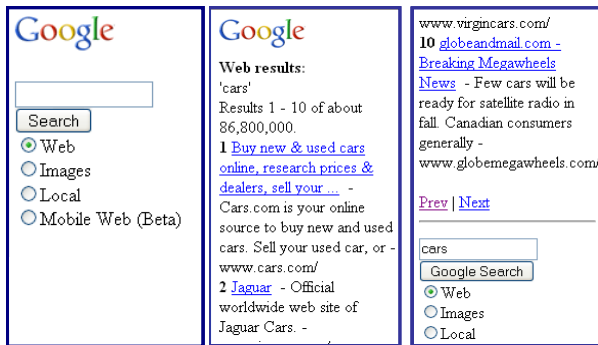 Google
Search
Web
Images
Local
Mobile Web (Beta)
Google
Web results:
'cars'
Results 1 - 10 of about
86,800,000.
1 Buy new & used cars
online, research prices &
dealers, sell your ... -
Cars.com is your online
source to buy new and used
cars. Sell your used car, or -
www.cars.com/
2 Jaguar - Official
worldwide web site of
Jaguar Cars. -
www.virgincars.com/
10 globeandmail.com -
Breaking Megawheels
News - Few cars will be
ready for satellite radio in
fall. Canadian consumers
generally -
www.globemegawheels.com/
Prev | Next
cars
Google Search
Web
Images
Local